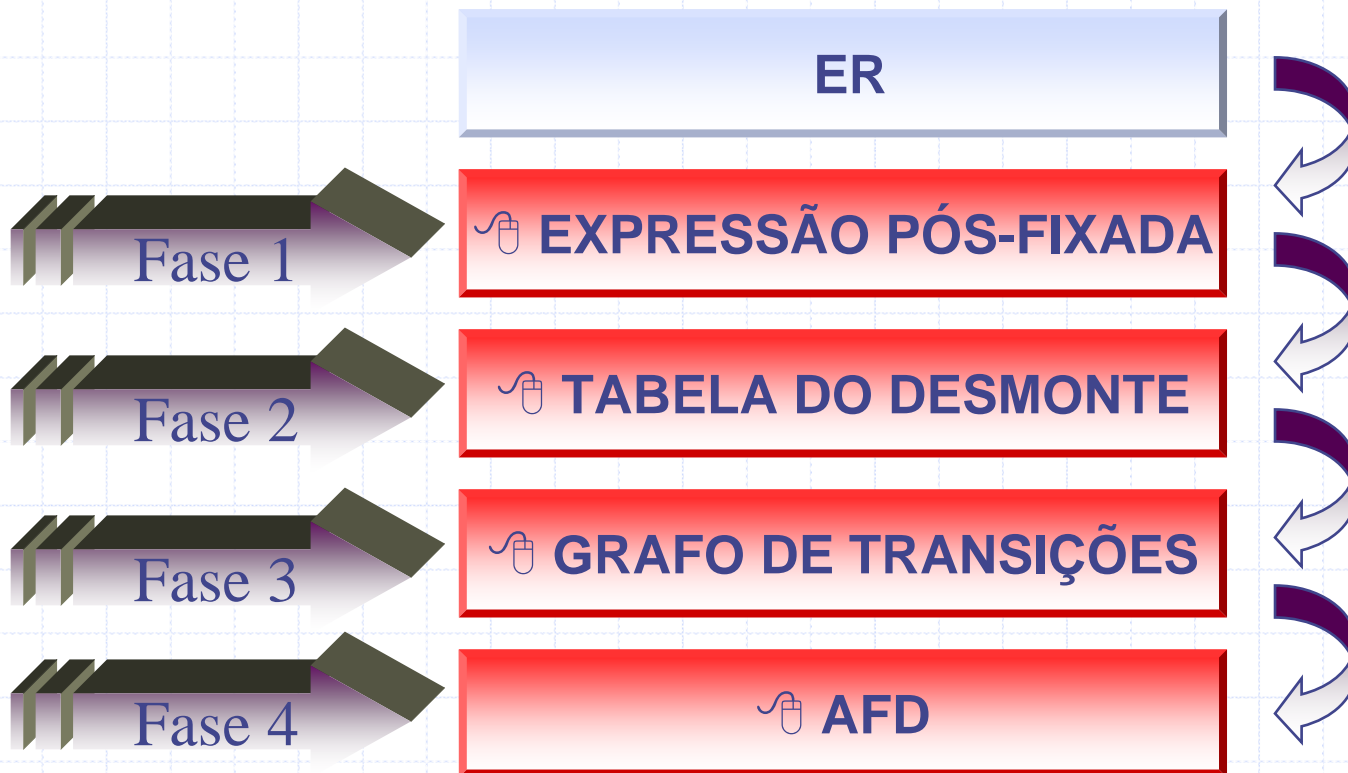 ER
Fase 1
EXPRESSÃO PÓS-FIXADA
Fase 2
TABELA DO DESMONTE
Fase 3
GRAFO DE TRANSIÇÕES
Fase 4
AFD